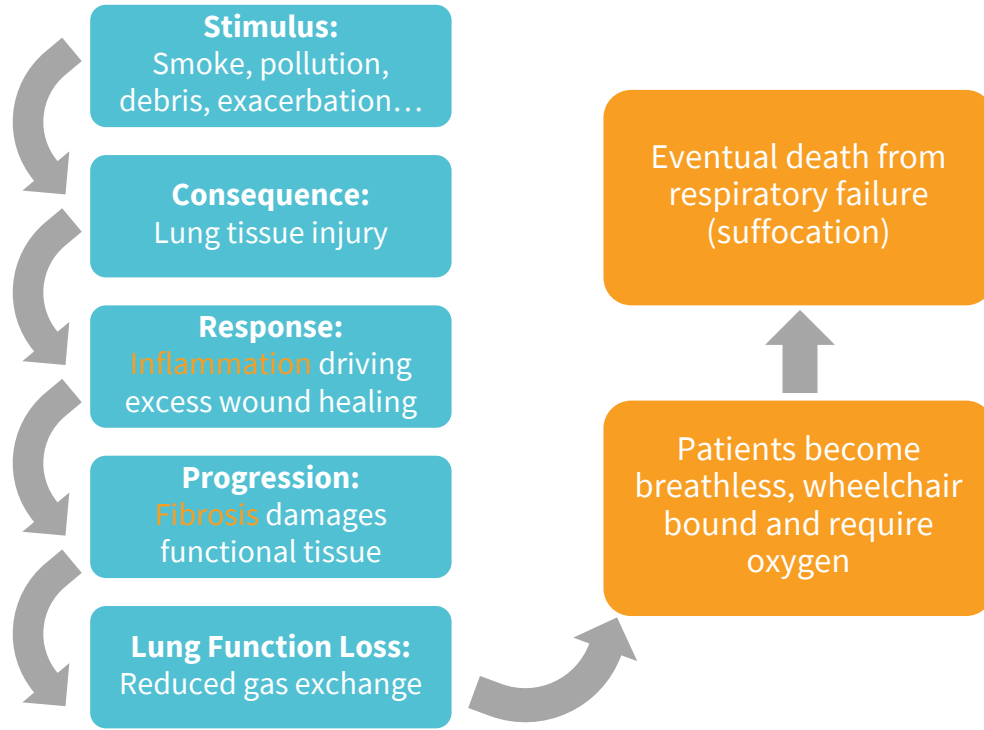 Stimulus:
Smoke, pollution,
debris, exacerbation…
Consequence:
Lung tissue injury
Response:
Inflammation driving
excess wound healing
Progression:
Fibrosis damages
functional tissue
Lung Function Loss:
Reduced gas exchange
Patients become
breathless, wheelchair
bound and require
oxygen
Eventual death from
respiratory failure
(suffocation)